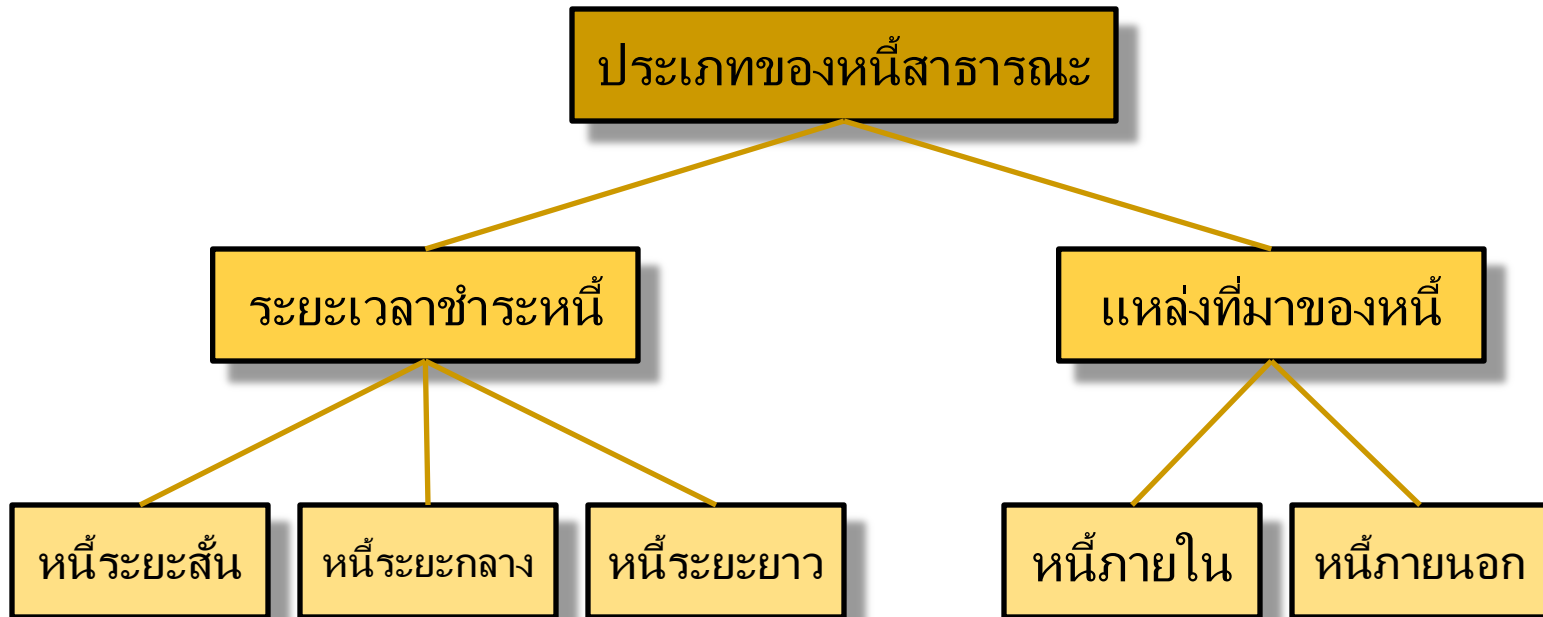 ประเภทของหนี้สาธารณะ
ระยะเวลาชำระหนี้
แหล่งที่มาของหนี้
หนี้ระยะสั้น
หนี้ระยะกลาง
หนี้ระยะยาว
หนี้ภายใน
หนี้ภายนอก